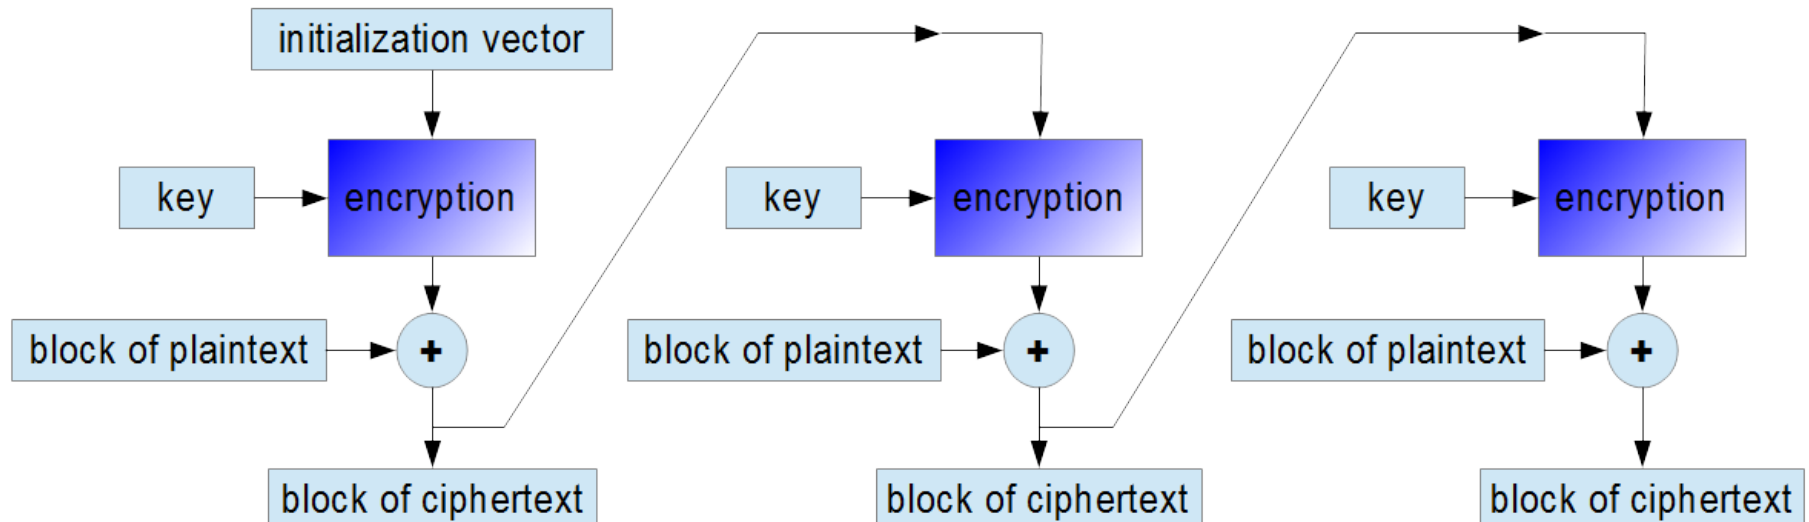 initialization vector
key
encryption
key
encryption
key
encryption
block of plaintext
+
block of plaintext
+
block of plaintext
+
block of ciphertext
block of ciphertext
block of ciphertext